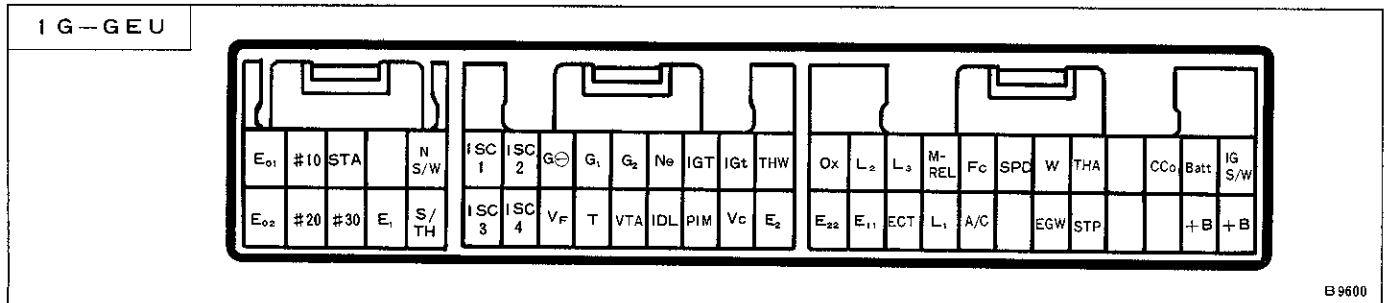 1G-GEU
E₀₁ #10 STA N S/W ISC 1 ISC 2 G⊖ G₁ G₂ Ne IGT IGt THW Ox L₂ L₃ M-REL Fc SPD W THA CCo₁ Batt IG S/W
E₀₂ #20 #30 E₁ S/TH ISC 3 ISC 4 VF T VTA IDL PIM Vc E₂ E₂₂ E₁₁ ECT L₁ A/C EGW STP +B +B
B9600